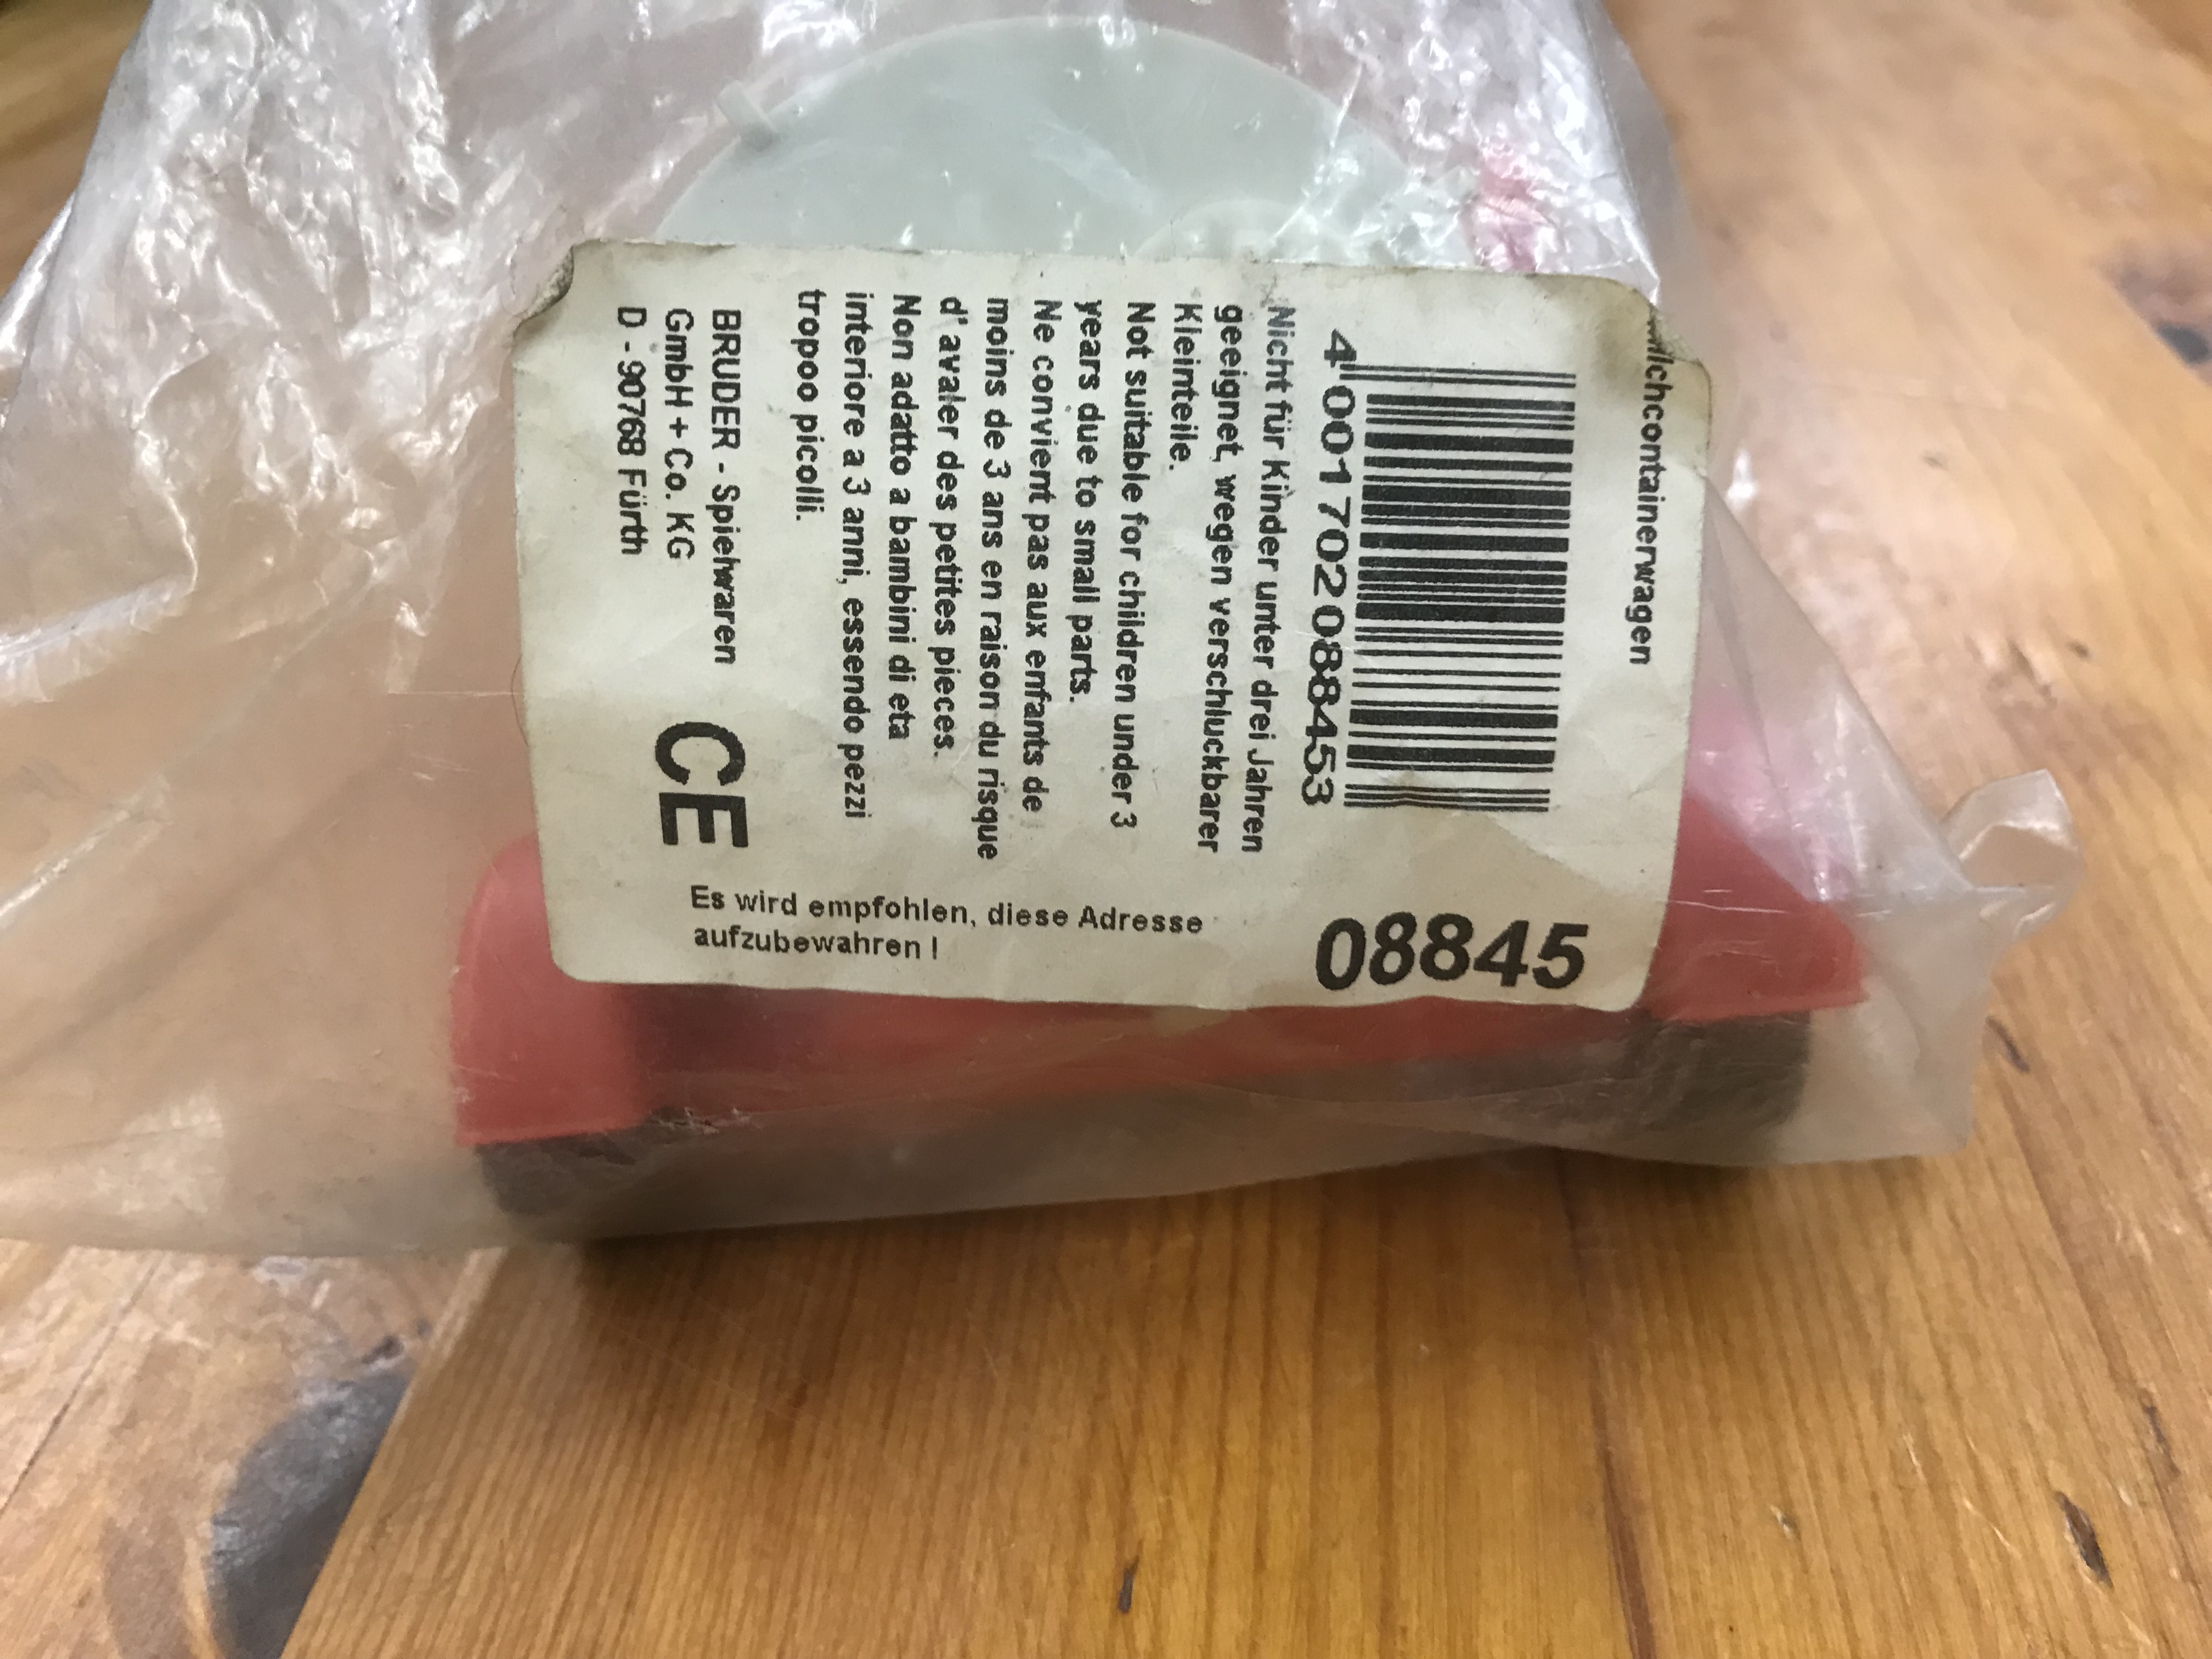 Milchcontainerwagen
4 001702 088453
08845
Nicht für Kinder unter drei Jahren
geeignet, wegen verschluckbarer
Kleinteile.
Not suitable for children under 3
years due to small parts.
Ne convient pas aux enfants de
moins de 3 ans en raison du risque
d' avaler des petites pieces.
Non adatto a bambini di eta
interiore a 3 anni, essendo pezzi
tropoo picolli.
BRUDER - Spielwaren
GmbH + Co. KG
D - 90768 Fürth
CE
Es wird empfohlen, diese Adresse
aufzubewahren !